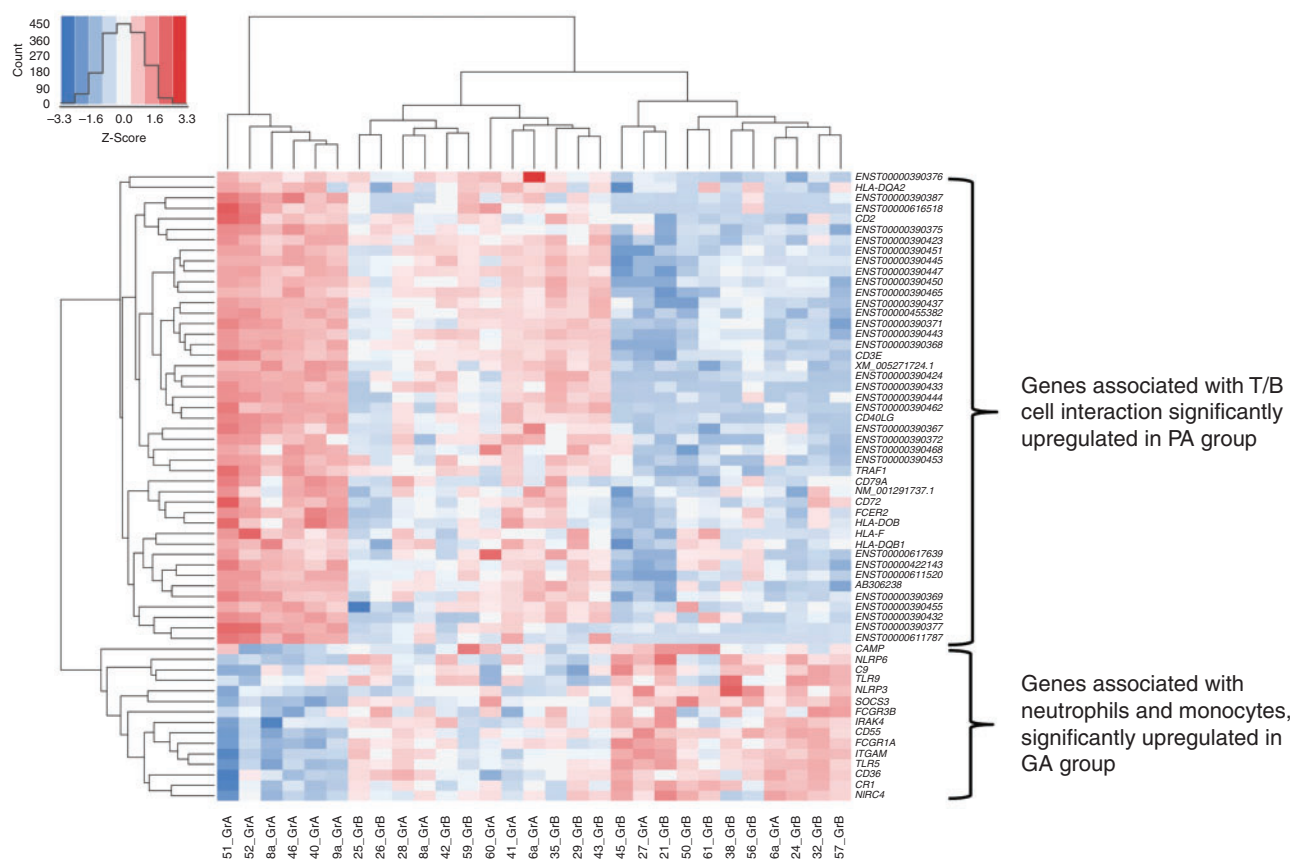 450
360
270
180
90
0
Count
−3.3 −1.6 0.0 1.6 3.3
Z-Score
ENST00000390376
HLA-DQA2
ENST00000390387
ENST00000616518
CD2
ENST00000390375
ENST00000390423
ENST00000390451
ENST00000390445
ENST00000390447
ENST00000390450
ENST00000390465
ENST00000390437
ENST00000455382
ENST00000390371
ENST00000390443
ENST00000390368
CD3E
XM_005271724.1
ENST00000390424
ENST00000390433
ENST00000390444
ENST00000390462
CD40LG
ENST00000390367
ENST00000390372
ENST00000390468
ENST00000390453
TRAF1
CD79A
NM_001291737.1
CD72
FCER2
HLA-DOB
HLA-F
HLA-DQB1
ENST00000617639
ENST00000422143
ENST00000611520
AB306238
ENST00000390369
ENST00000390455
ENST00000390432
ENST00000390377
ENST00000611787
CAMP
NLRP6
C9
TLR9
NLRP3
SOCS3
FCGR3B
IRAK4
CD55
FCGR1A
ITGAM
TLR5
CD36
CR1
NIRC4
Genes associated with T/B
cell interaction significantly
upregulated in PA group
Genes associated with
neutrophils and monocytes,
significantly upregulated in
GA group
51_GrA
52_GrA
8a_GrA
46_GrA
40_GrA
9a_GrA
25_GrB
26_GrB
28_GrA
8a_GrA
42_GrB
59_GrB
60_GrA
41_GrA
6a_GrA
35_GrB
29_GrB
43_GrB
45_GrB
27_GrA
21_GrB
50_GrB
61_GrB
38_GrB
56_GrB
6a_GrA
24_GrB
32_GrB
57_GrB